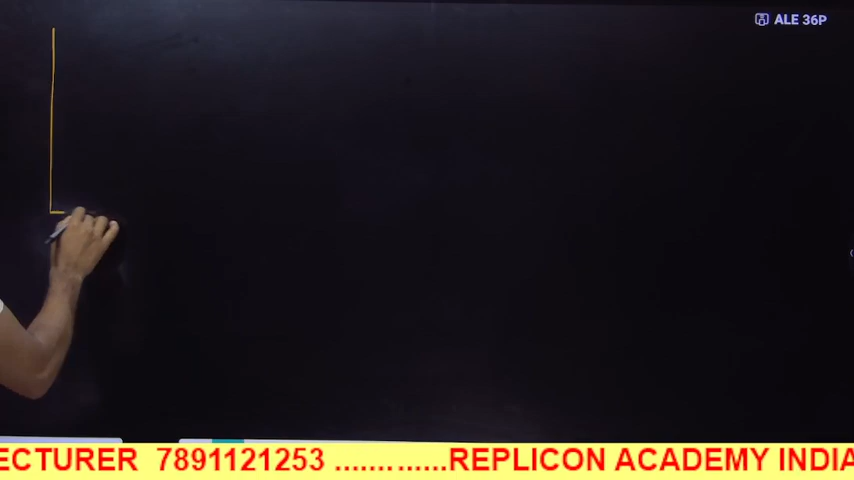 ALE 36P
ECTURER 7891121253 .............REPLICON ACADEMY INDIA